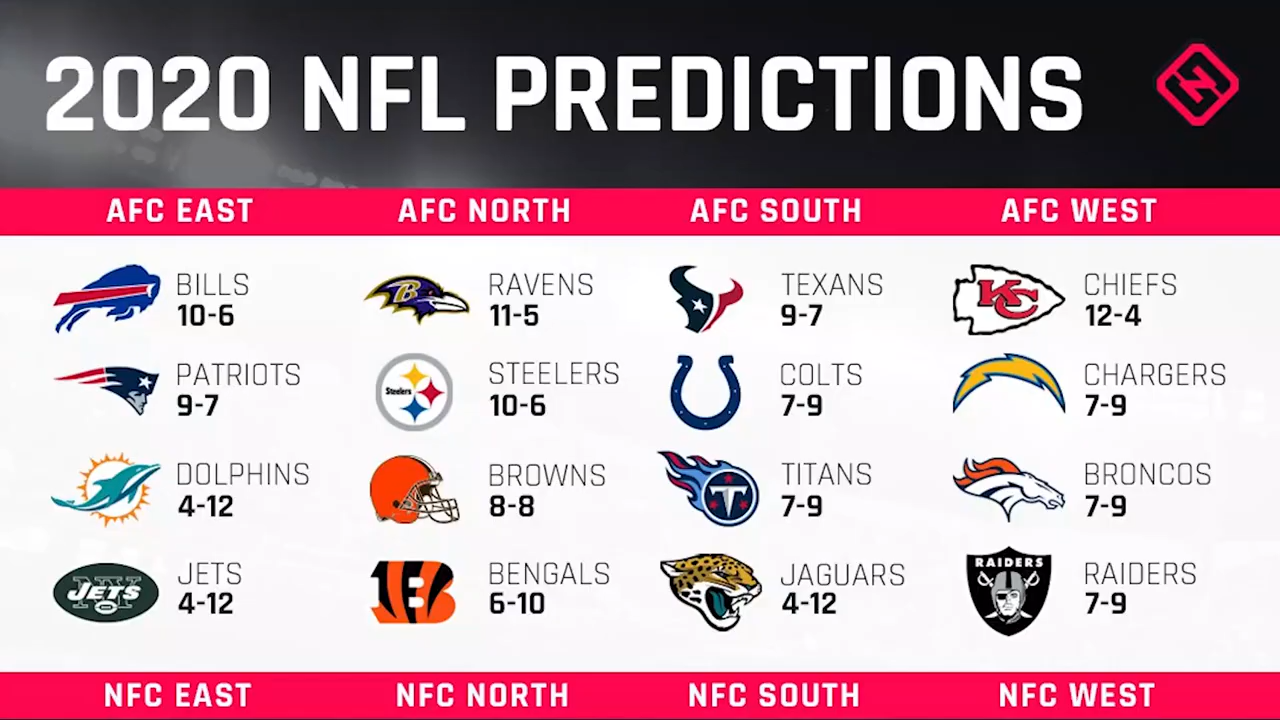 2020 NFL PREDICTIONS
AFC EAST
AFC NORTH
AFC SOUTH
AFC WEST
BILLS
10-6
RAVENS
11-5
TEXANS
9-7
CHIEFS
12-4
PATRIOTS
9-7
Steelers
STEELERS
10-6
COLTS
7-9
CHARGERS
7-9
DOLPHINS
4-12
BROWNS
8-8
TITANS
7-9
BRONCOS
7-9
JETS
JETS
4-12
BENGALS
6-10
JAGUARS
4-12
RAIDERS
RAIDERS
7-9
NFC EAST
NFC NORTH
NFC SOUTH
NFC WEST